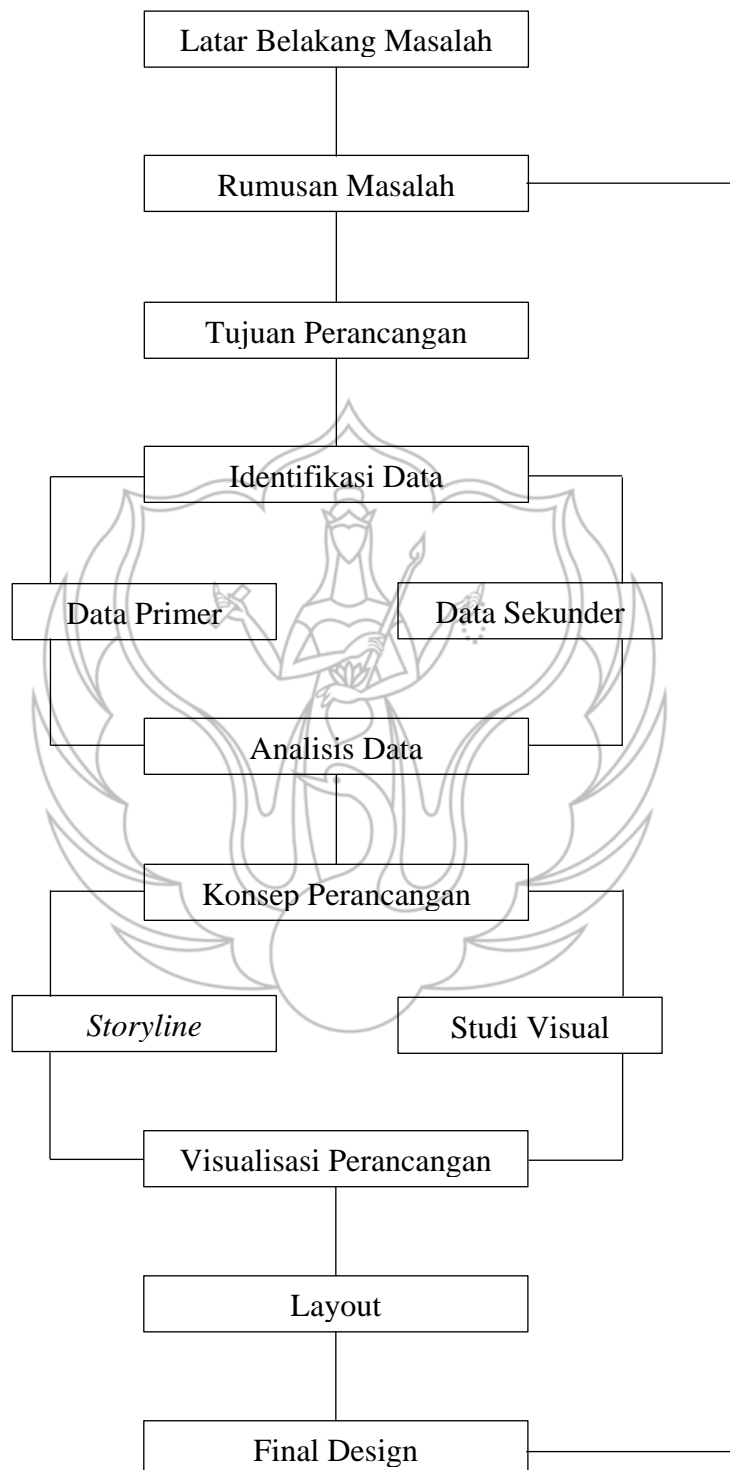 Latar Belakang Masalah
Rumusan Masalah
Tujuan Perancangan
Identifikasi Data
Data Primer
Data Sekunder
Analisis Data
Konsep Perancangan
Storyline
Studi Visual
Visualisasi Perancangan
Layout
Final Design